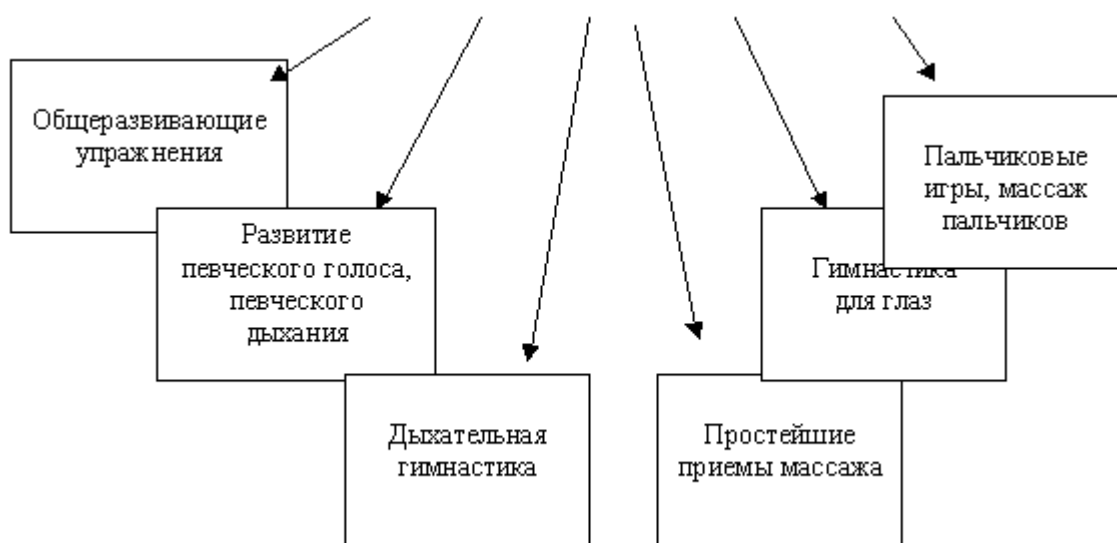 Общеразвивающие
упражнения
Развитие
певческого голоса,
певческого
дыхания
Дыхательная
гимнастика
Простейшие
приемы массажа
Гимнастика
для глаз
Пальчиковые
игры, массаж
пальчиков